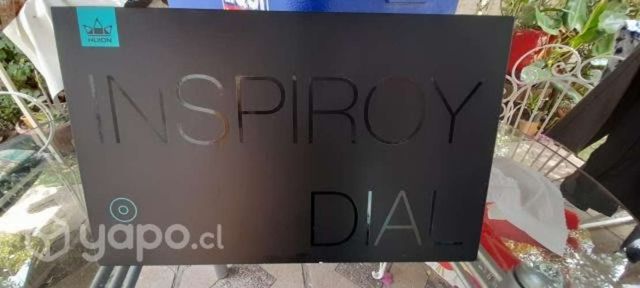 HUION
INSPIROY
DIAL
yapo.cl